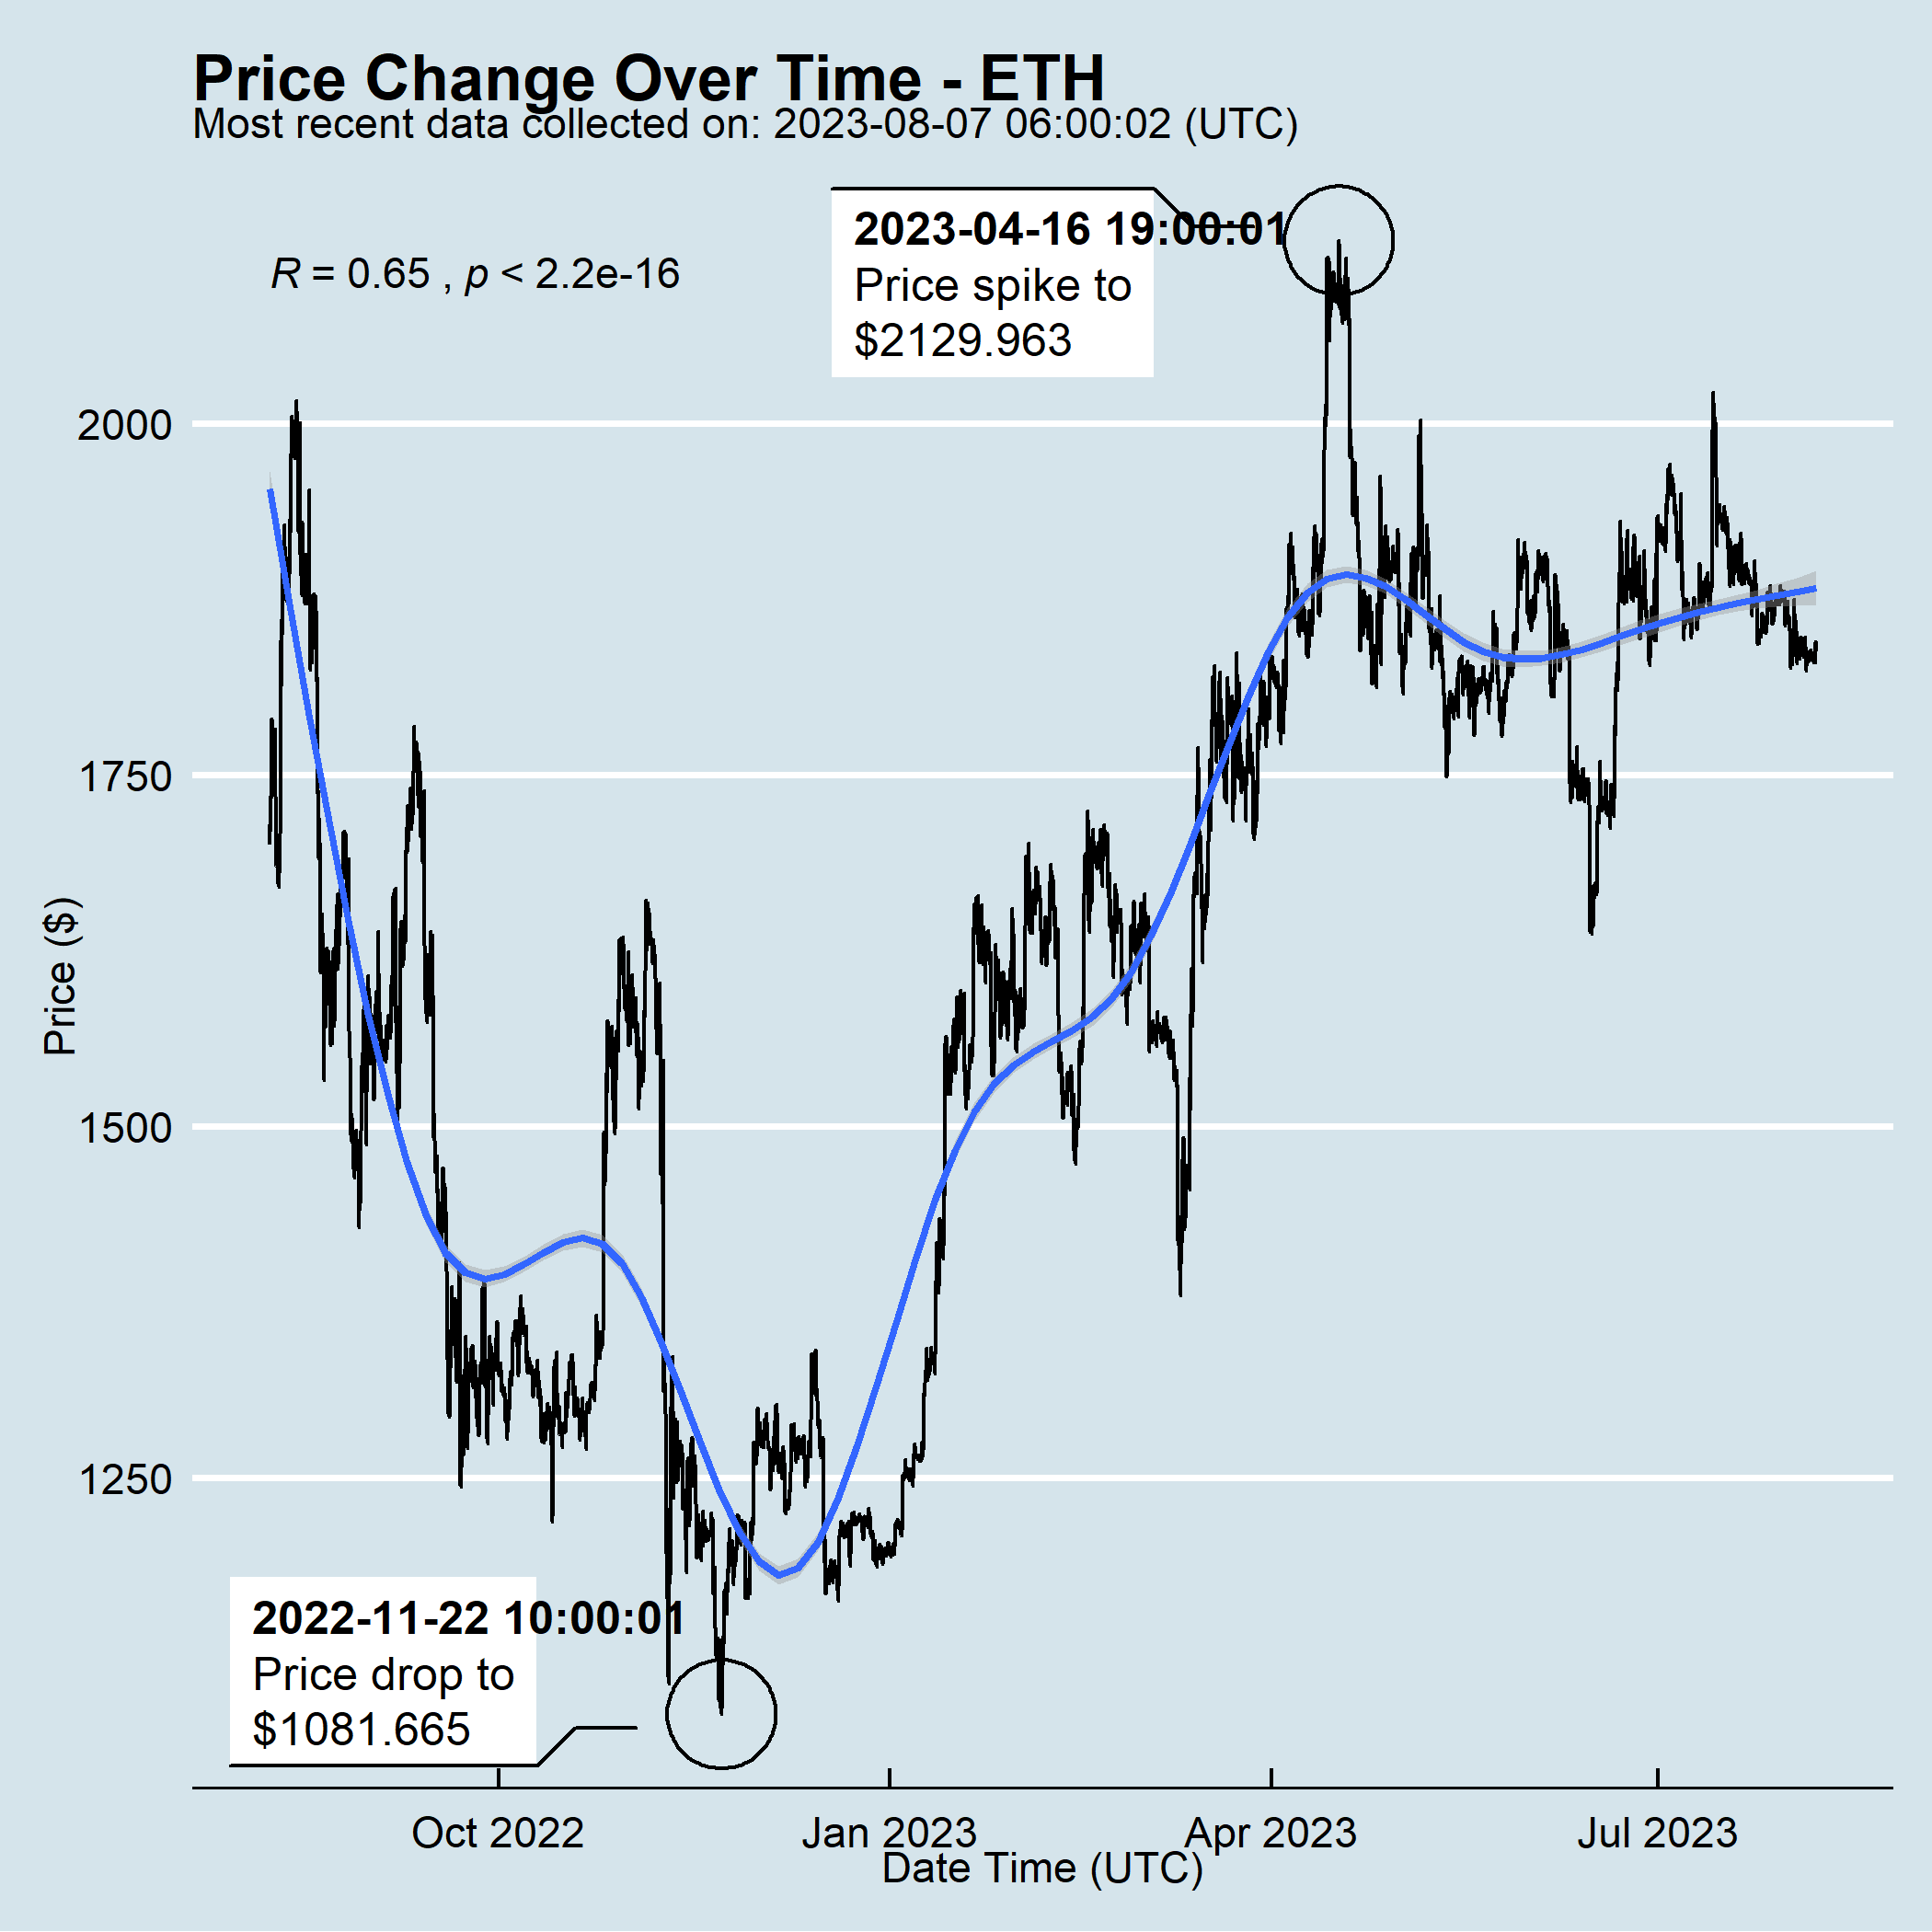 Price Change Over Time - ETH
Most recent data collected on: 2023-08-07 06:00:02 (UTC)
2023-04-16 19:00:01
Price spike to
$2129.963
R = 0.65 , p < 2.2e-16
2000
1750
1500
1250
Price ($)
2022-11-22 10:00:01
Price drop to
$1081.665
Oct 2022 Jan 2023 Apr 2023 Jul 2023
Date Time (UTC)